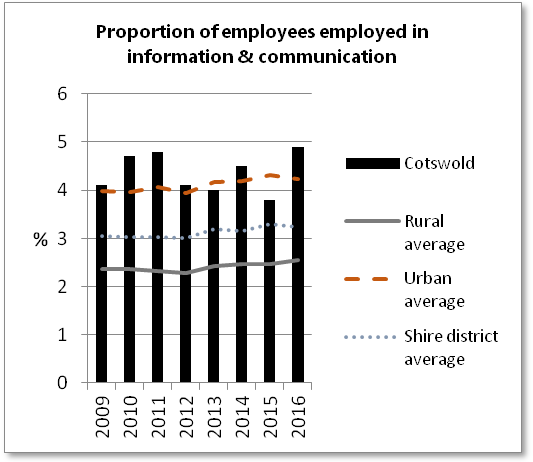 Proportion of employees employed in
information & communication
6
5
4
3
2
1
0
%
2009
2010
2011
2012
2013
2014
2015
2016
Cotswold
Rural
average
Urban
average
Shire district
average